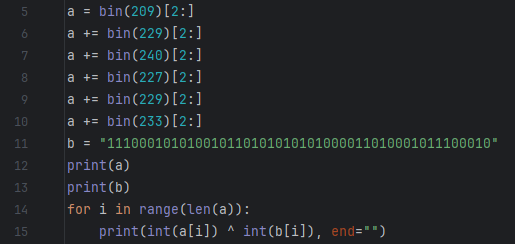 5 a = bin(209)[2:]
6 a += bin(229)[2:]
7 a += bin(240)[2:]
8 a += bin(227)[2:]
9 a += bin(229)[2:]
10 a += bin(233)[2:]
11 b = "111000101010010110101010101000011010001011100010"
12 print(a)
13 print(b)
14 for i in range(len(a)):
15 print(int(a[i]) ^ int(b[i]), end="")